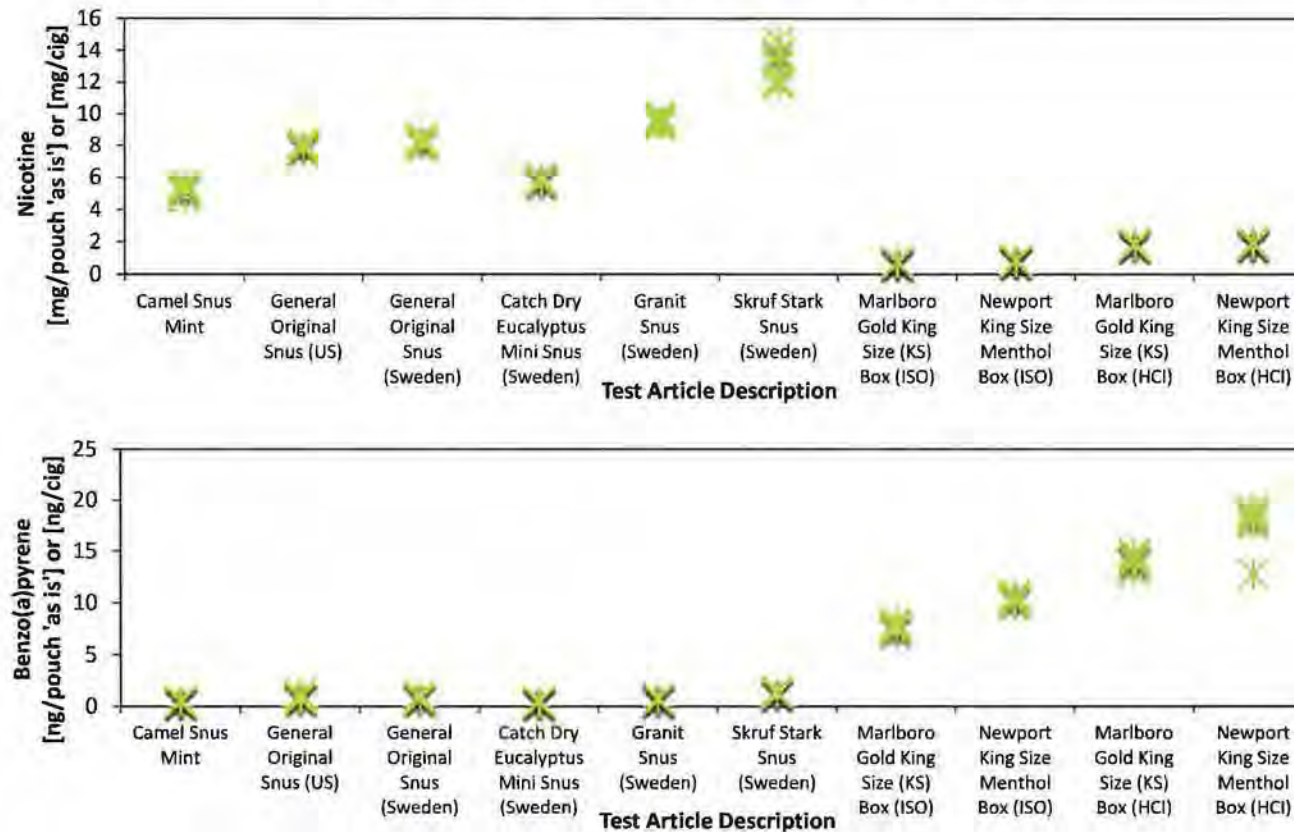 16
14
12
10
8
6
4
2
0
Nicotine
[mg/pouch 'as is'] or [mg/cig]
Camel Snus
Mint
General
Original
Snus (US)
General
Original
Snus
(Sweden)
Catch Dry
Eucalyptus
Mini Snus
(Sweden)
Granit
Snus
(Sweden)
Skruf Stark
Snus
(Sweden)
Marlboro
Gold King
Size (KS)
Box (ISO)
Newport
King Size
Menthol
Box (ISO)
Marlboro
Gold King
Size (KS)
Box (HCI)
Newport
King Size
Menthol
Box (HCI)
Test Article Description
25
20
15
10
5
0
Benzo(a)pyrene
[ng/pouch 'as is'] or [ng/cig]
Camel Snus
Mint
General
Original
Snus (US)
General
Original
Snus
(Sweden)
Catch Dry
Eucalyptus
Mini Snus
(Sweden)
Granit
Snus
(Sweden)
Skruf Stark
Snus
(Sweden)
Marlboro
Gold King
Size (KS)
Box (ISO)
Newport
King Size
Menthol
Box (ISO)
Marlboro
Gold King
Size (KS)
Box (HCI)
Newport
King Size
Menthol
Box (HCI)
Test Article Description